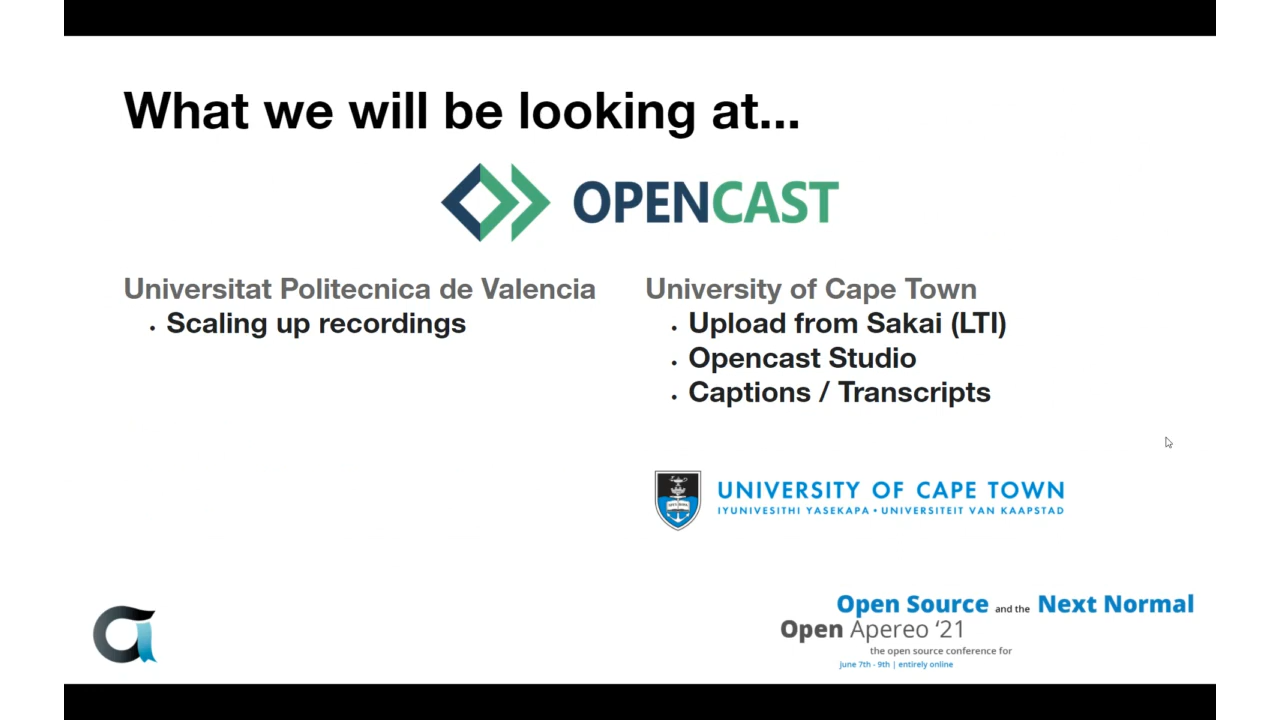 What we will be looking at...
OPENCAST
Universitat Politecnica de Valencia
• Scaling up recordings
University of Cape Town
• Upload from Sakai (LTI)
• Opencast Studio
• Captions / Transcripts
UNIVERSITY OF CAPE TOWN
IYUNIVESITHI YASEKAPA • UNIVERSITEIT VAN KAAPSTAD
Open Source and the Next Normal
Open Apereo ‘21
the open source conference for
June 7th - 9th | entirely online